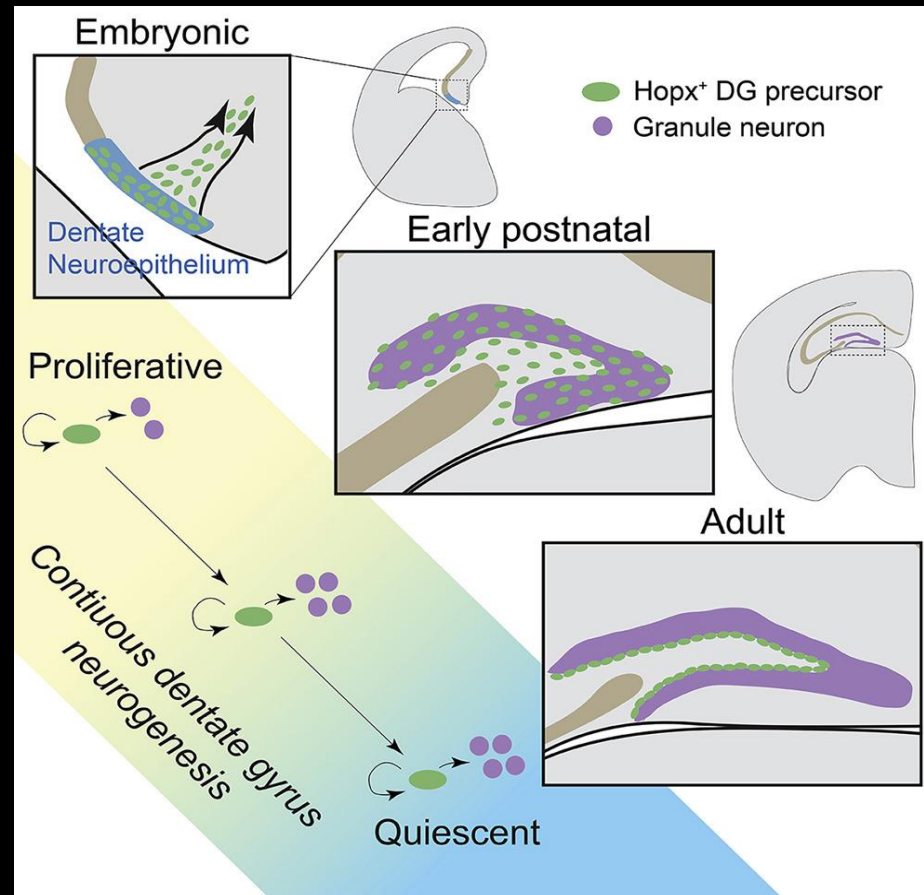 Embryonic
Hopx⁺ DG precursor
Granule neuron
Dentate
Neuroepithelium
Early postnatal
Proliferative
Adult
Contiuous dentate gyrus
neurogenesis
Quiescent